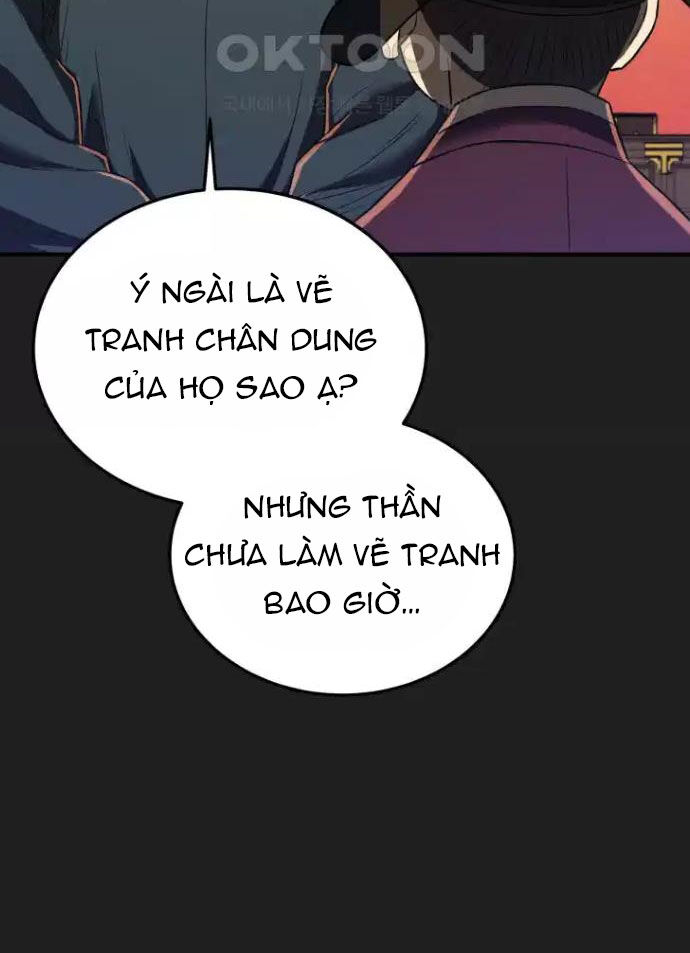 OKTOON
Ý NGÀI LÀ VẼ
TRANH CHÂN DUNG
CỦA HỌ SAO Ạ?
NHƯNG THẦN
CHƯA LÀM VẼ TRANH
BAO GIỜ...